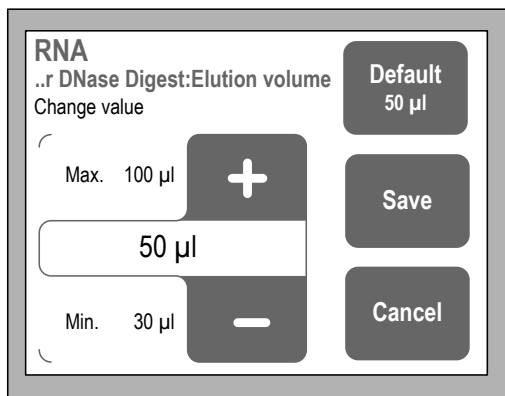 RNA
..r DNase Digest:Elution volume
Change value
Default
50 µl
Max. 100 µl
+
Save
50 µl
Min. 30 µl
−
Cancel